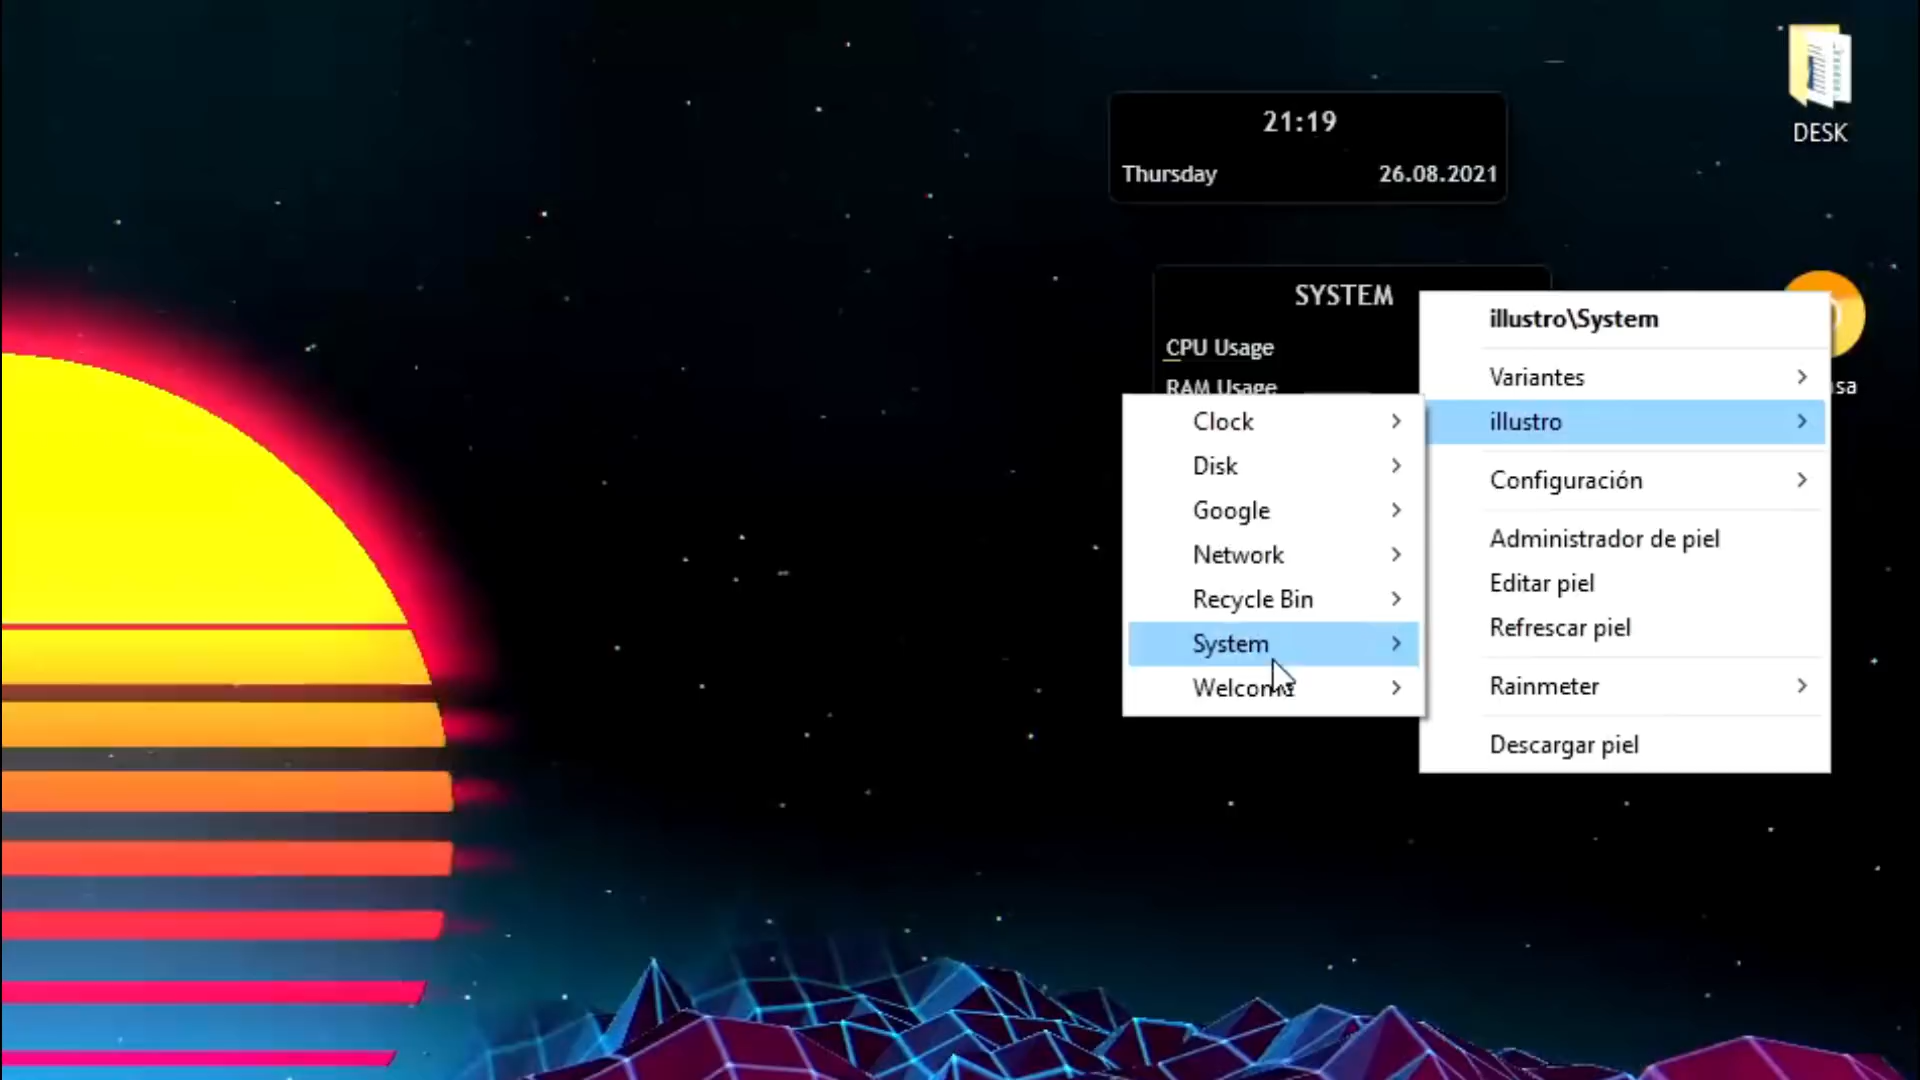 21:19
Thursday 26.08.2021
DESK
SYSTEM
CPU Usage
RAM Usage
illustro\System
Variantes
illustro
Configuración
Administrador de piel
Editar piel
Refrescar piel
Rainmeter
Descargar piel
Clock
Disk
Google
Network
Recycle Bin
System
Welcome